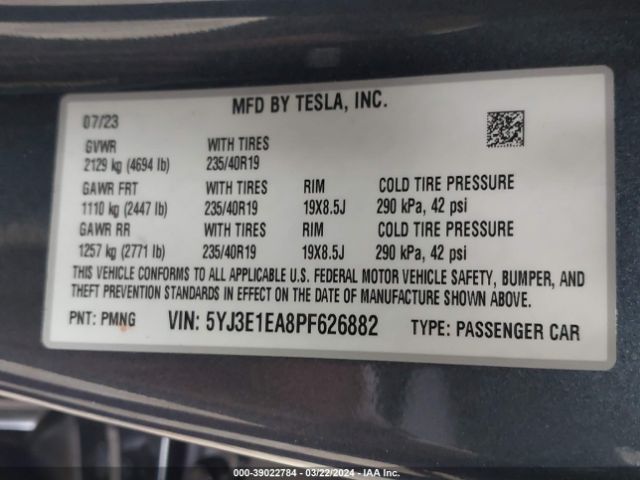 MFD BY TESLA, INC.
07/23
GVWR WITH TIRES
2129 kg (4694 lb) 235/40R19
GAWR FRT WITH TIRES RIM COLD TIRE PRESSURE
1110 kg (2447 lb) 235/40R19 19X8.5J 290 kPa, 42 psi
GAWR RR WITH TIRES RIM COLD TIRE PRESSURE
1257 kg (2771 lb) 235/40R19 19X8.5J 290 kPa, 42 psi
THIS VEHICLE CONFORMS TO ALL APPLICABLE U.S. FEDERAL MOTOR VEHICLE SAFETY, BUMPER, AND
THEFT PREVENTION STANDARDS IN EFFECT ON THE DATE OF MANUFACTURE SHOWN ABOVE.
PNT: PMNG VIN: 5YJ3E1EA8PF626882 TYPE: PASSENGER CAR
000-39022784 - 03/22/2024 - IAA Inc.